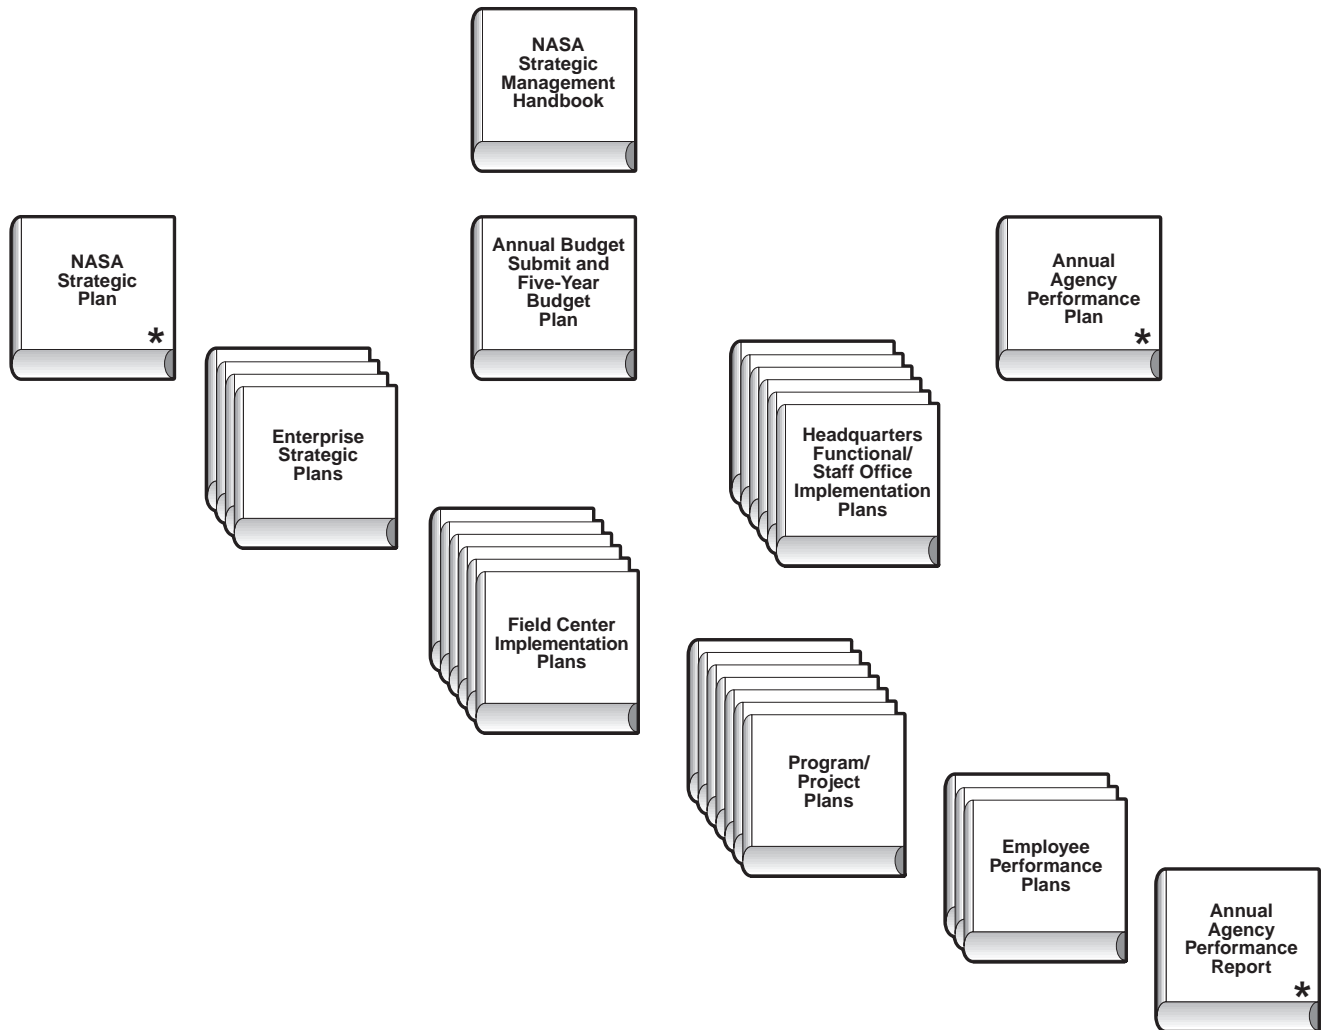 NASA
Strategic
Management
Handbook
NASA
Strategic
Plan
*
Annual Budget
Submit and
Five-Year
Budget
Plan
Annual
Agency
Performance
Plan
*
Enterprise
Strategic
Plans
Headquarters
Functional/
Staff Office
Implementation
Plans
Field Center
Implementation
Plans
Program/
Project
Plans
Employee
Performance
Plans
Annual
Agency
Performance
Report
*